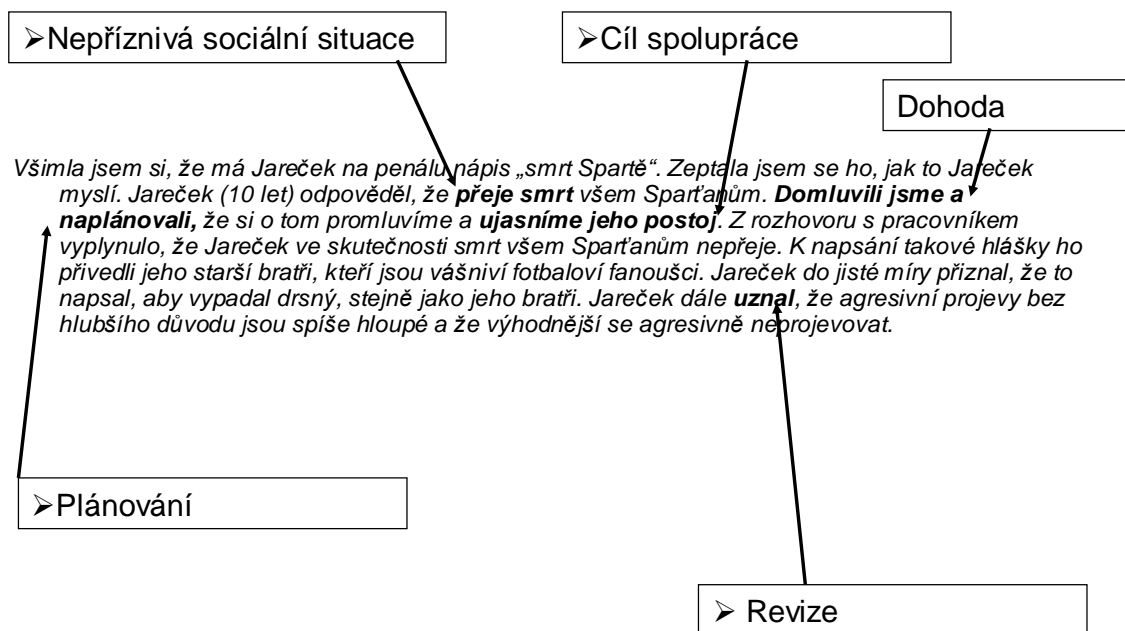 ➢Nepříznivá sociální situace
➢Cíl spolupráce
Dohoda
Všimla jsem si, že má Jareček na penálu nápis „smrt Spartě“. Zeptala jsem se ho, jak to Jareček
myslí. Jareček (10 let) odpověděl, že přeje smrt všem Sparťanům. Domluvili jsme a
naplánovali, že si o tom promluvíme a ujasníme jeho postoj. Z rozhovoru s pracovníkem
vyplynulo, že Jareček ve skutečnosti smrt všem Sparťanům nepřeje. K napsání takové hlášky ho
přivedli jeho starší bratři, kteří jsou vášniví fotbaloví fanoušci. Jareček do jisté míry přiznal, že to
napsal, aby vypadal drsný, stejně jako jeho bratři. Jareček dále uznal, že agresivní projevy bez
hlubšího důvodu jsou spíše hloupé a že výhodnější se agresivně neprojevovat.
➢Plánování
➢ Revize